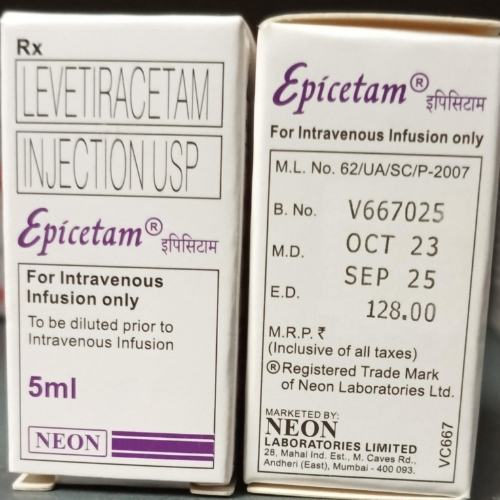 Rx
LEVETIRACETAM
INJECTION USP
Epicetam®
इपिसिटाम
For Intravenous
Infusion only
To be diluted prior to
Intravenous Infusion
5ml
NEON
Epicetam®
इपिसिटाम
For Intravenous Infusion only
M.L. No. 62/UA/SC/P-2007
B. No. V667025
M.D. OCT 23
E.D. SEP 25
128.00
M.R.P. ₹
(Inclusive of all taxes)
® Registered Trade Mark
of Neon Laboratories Ltd.
MARKETED BY:
NEON
LABORATORIES LIMITED
28, Mahal Ind. Est., M. Caves Rd.,
Andheri (East), Mumbai - 400 093.
VC667